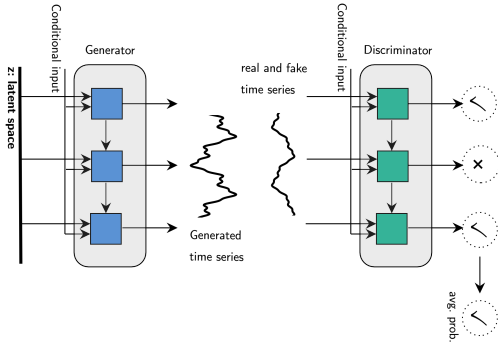 Conditional input
Generator
z: latent space
real and fake
time series
Conditional input
Discriminator
Generated
time series
avg. prob.